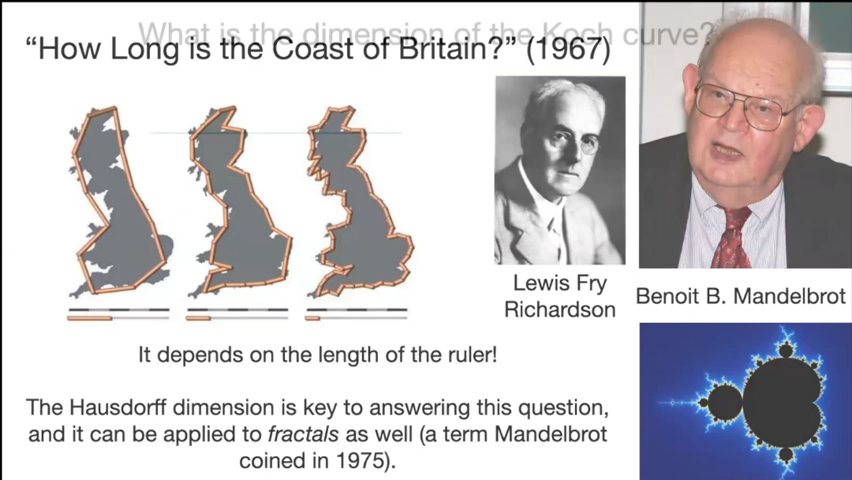 What is the dimension of the Koch curve?
“How Long is the Coast of Britain?” (1967)
Lewis Fry
Richardson
Benoit B. Mandelbrot
It depends on the length of the ruler!
The Hausdorff dimension is key to answering this question,
and it can be applied to fractals as well (a term Mandelbrot
coined in 1975).